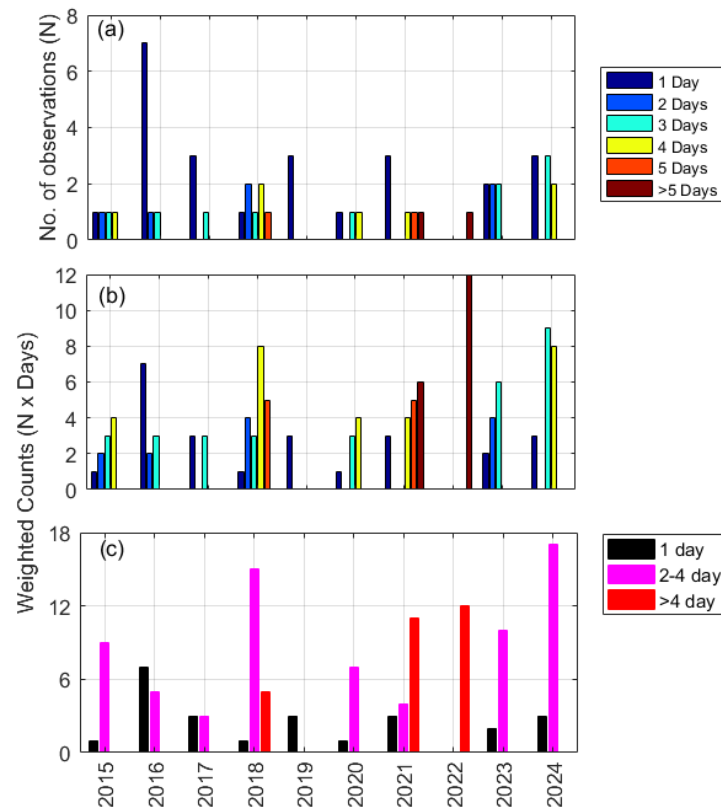 (a)
No. of observations (N)
8
6
4
2
0
1 Day
2 Days
3 Days
4 Days
5 Days
>5 Days
(b)
Weighted Counts (N x Days)
12
10
8
6
4
2
0
(c)
18
12
6
0
1 day
2-4 day
>4 day
2015
2016
2017
2018
2019
2020
2021
2022
2023
2024